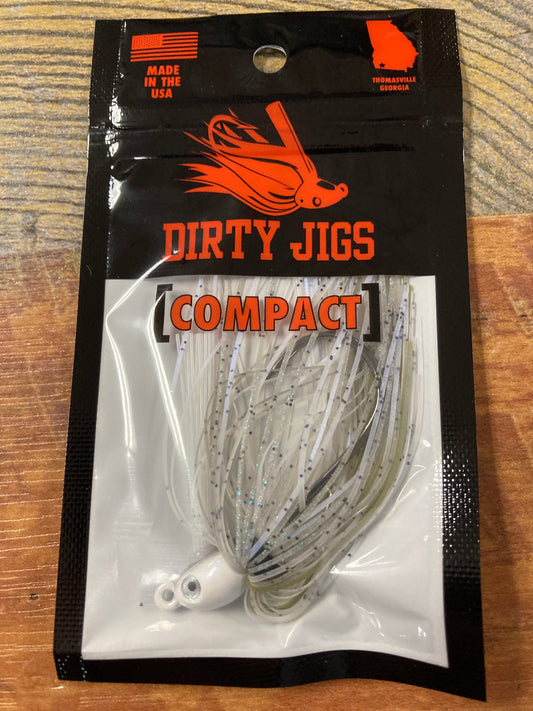 MADE
IN THE
USA
THOMASVILLE
GEORGIA
DIRTY JIGS
[COMPACT]